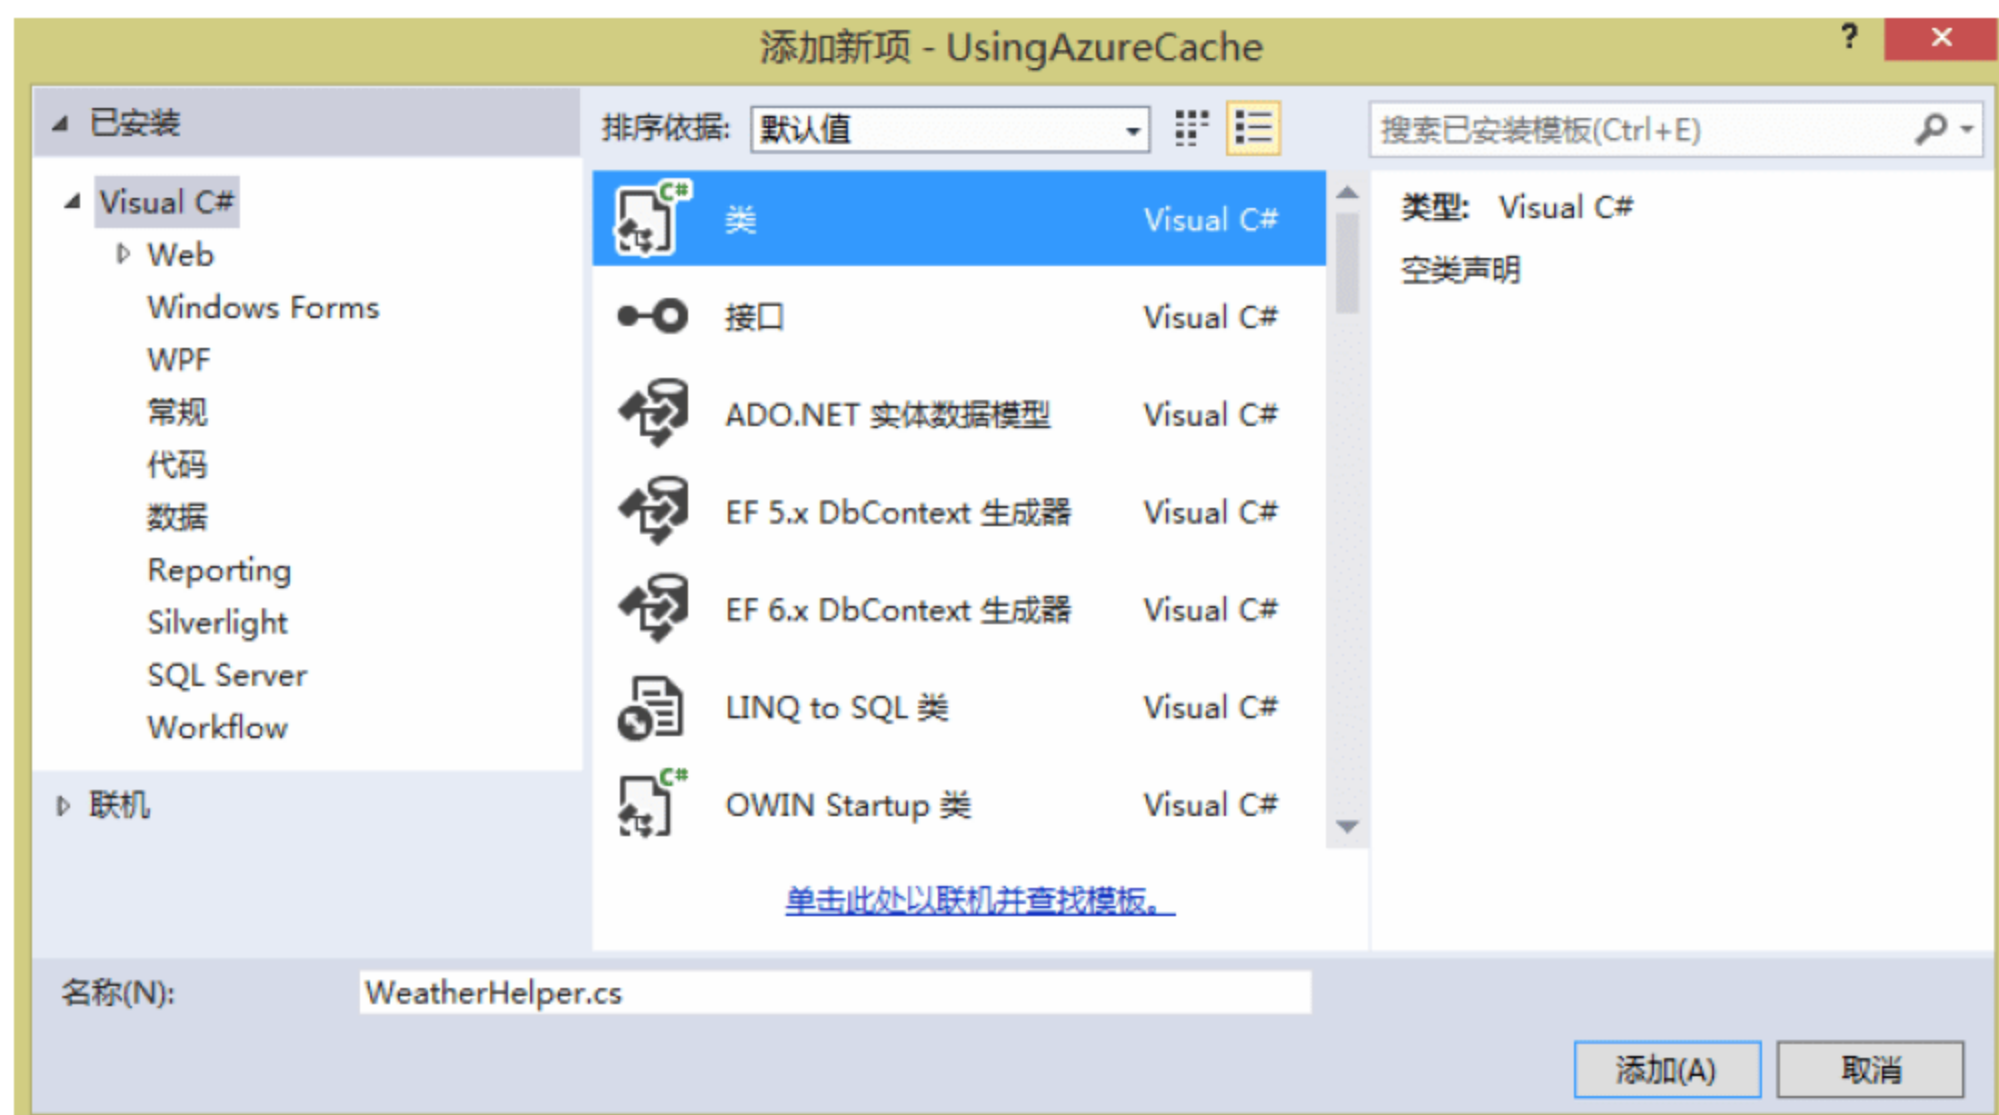 添加新项 - UsingAzureCache
?
已安装
Visual C#
Web
Windows Forms
WPF
常规
代码
数据
Reporting
Silverlight
SQL Server
Workflow
联机
排序依据: 默认值
C# 类 Visual C#
接口 Visual C#
ADO.NET 实体数据模型 Visual C#
EF 5.x DbContext 生成器 Visual C#
EF 6.x DbContext 生成器 Visual C#
LINQ to SQL 类 Visual C#
C# OWIN Startup 类 Visual C#
单击此处以联机并查找模板。
搜索已安装模板(Ctrl+E)
类型: Visual C#
空类声明
名称(N): WeatherHelper.cs
添加(A) 取消